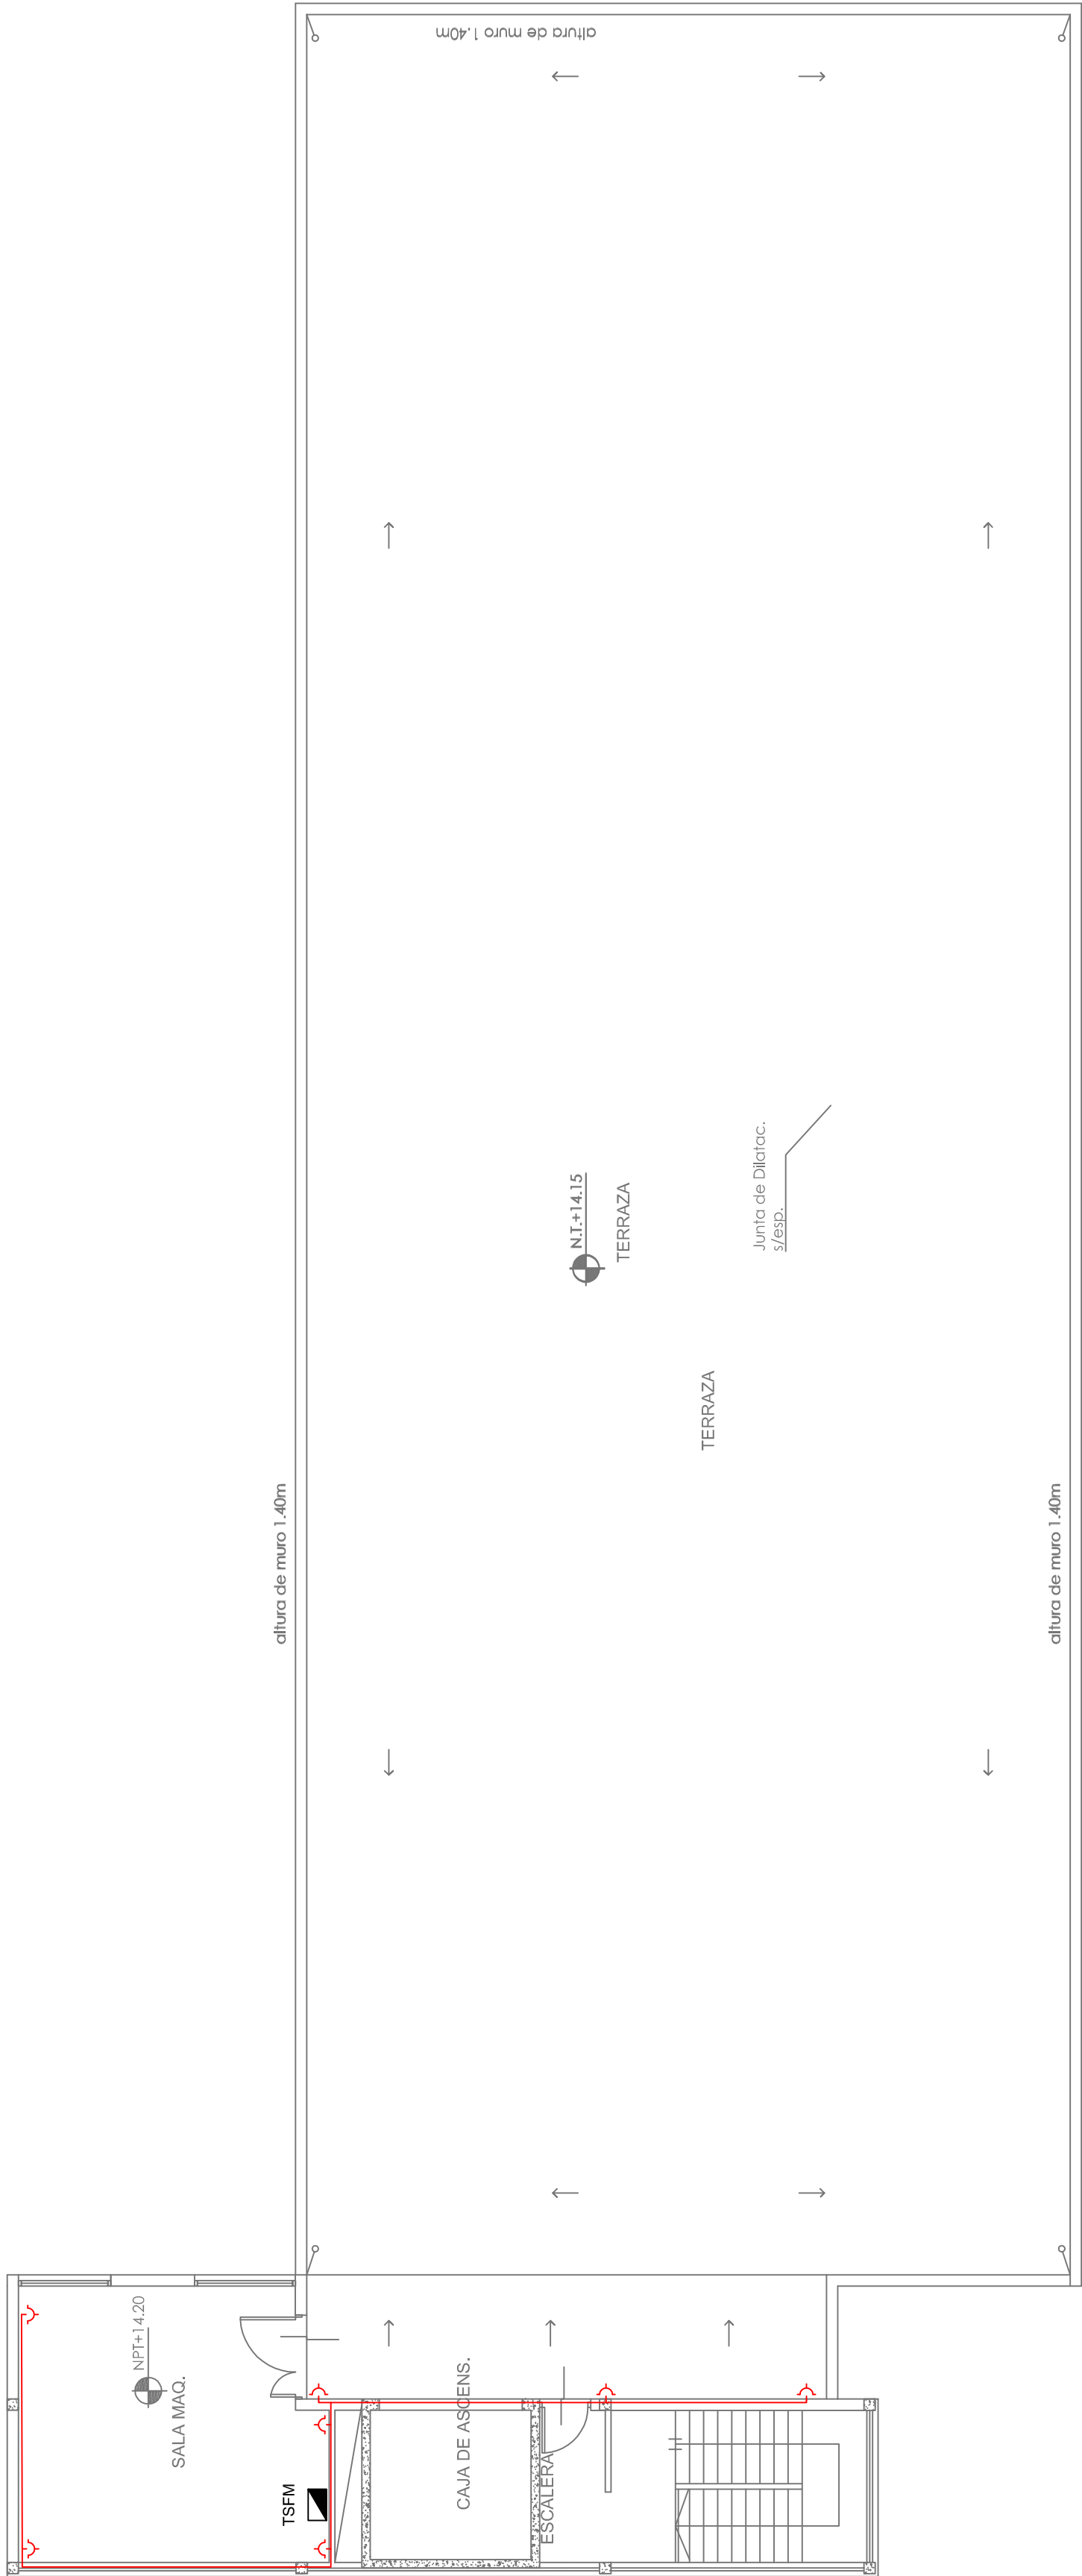 altura de muro 1.40m
N.T.+14.15
TERRAZA
Junta de Dilatac.
s/esp.
TERRAZA
altura de muro 1.40m
altura de muro 1.40m
NPT+14.20
SALA MAQ.
CAJA DE ASCENS.
ESCALERA
TSFM